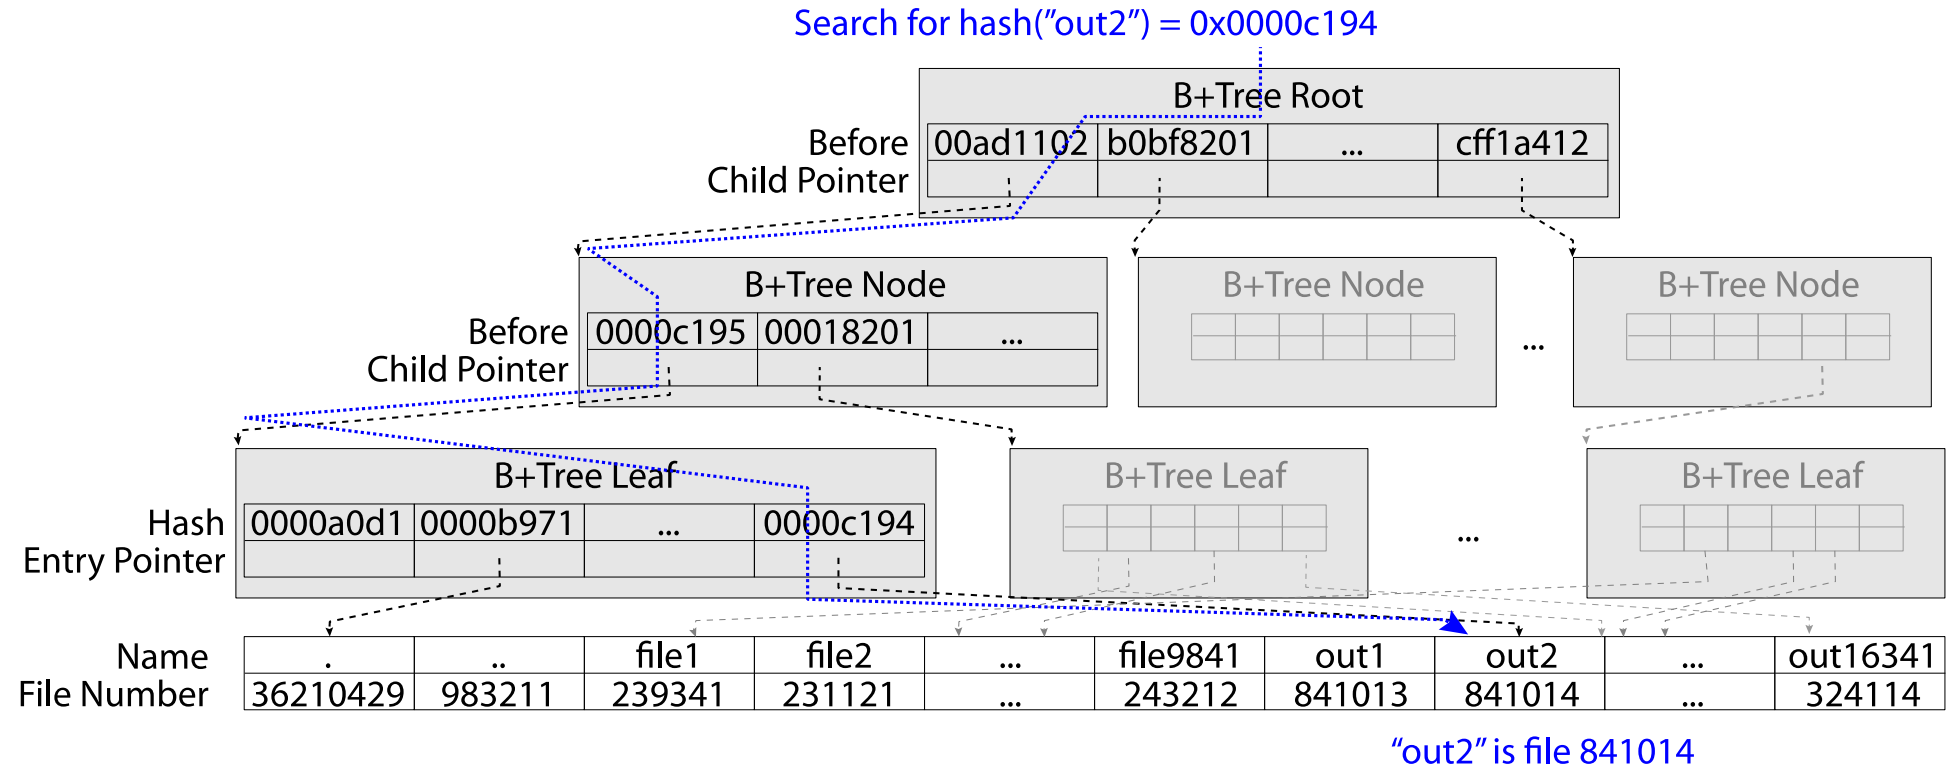 Search for hash(”out2”) = 0x0000c194
B+Tree Root
Before 00ad1102 b0bf8201 ... cff1a412
Child Pointer
B+Tree Node B+Tree Node B+Tree Node
Before 0000c195 00018201 ... ...
Child Pointer
B+Tree Leaf B+Tree Leaf B+Tree Leaf
Hash 0000a0d1 0000b971 ... 0000c194 ...
Entry Pointer
Name . .. file1 file2 ... file9841 out1 out2 ... out16341
File Number 36210429 983211 239341 231121 ... 243212 841013 841014 ... 324114
“out2” is file 841014